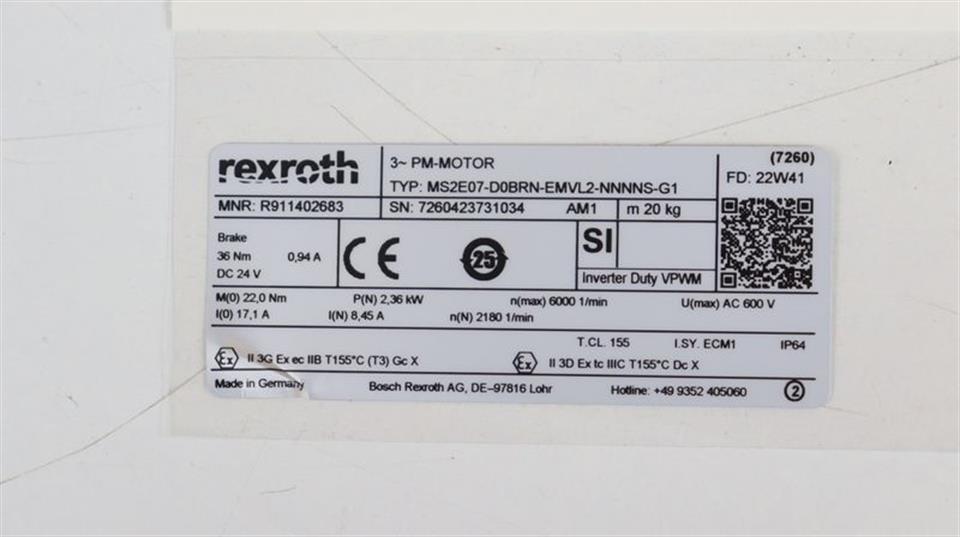 rexroth
3~ PM-MOTOR
TYP: MS2E07-D0BRN-EMVL2-NNNNS-G1
(7260)
FD: 22W41
MNR: R911402683
SN: 7260423731034 AM1
m 20 kg
Brake
36 Nm 0,94 A
DC 24 V
CE
25
SI
Inverter Duty VPWM
M(0) 22,0 Nm P(N) 2,36 kW n(max) 6000 1/min U(max) AC 600 V
I(0) 17,1 A I(N) 8,45 A n(N) 2180 1/min
T.CL. 155 I.SY. ECM1 IP64
Ex II 3G Ex ec IIB T155°C (T3) Gc X Ex II 3D Ex tc IIIC T155°C Dc X
Made in Germany Bosch Rexroth AG, DE–97816 Lohr Hotline: +49 9352 405060 2